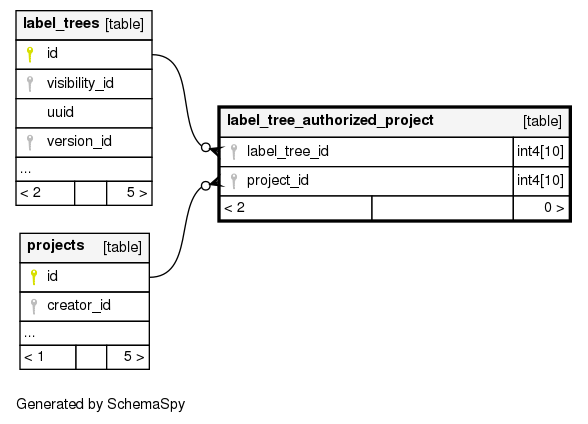 label_trees [table]
id
visibility_id
uuid
version_id
...
< 2 5 >
label_tree_authorized_project [table]
label_tree_id int4[10]
project_id int4[10]
< 2 0 >
projects [table]
id
creator_id
...
< 1 5 >
Generated by SchemaSpy